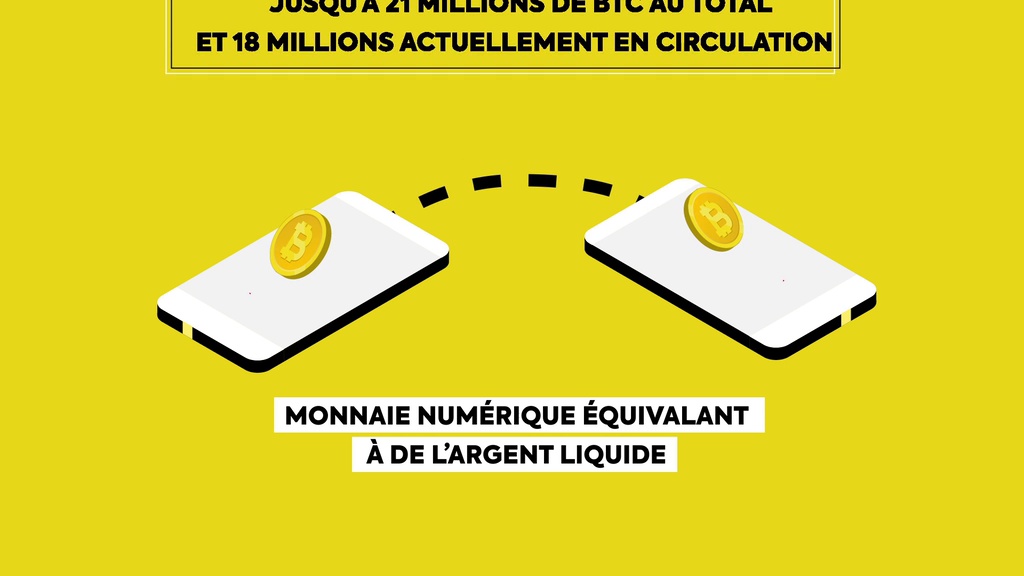 JUSQU'À 21 MILLIONS DE BTC AU TOTAL
ET 18 MILLIONS ACTUELLEMENT EN CIRCULATION
MONNAIE NUMÉRIQUE ÉQUIVALANT
À DE L’ARGENT LIQUIDE